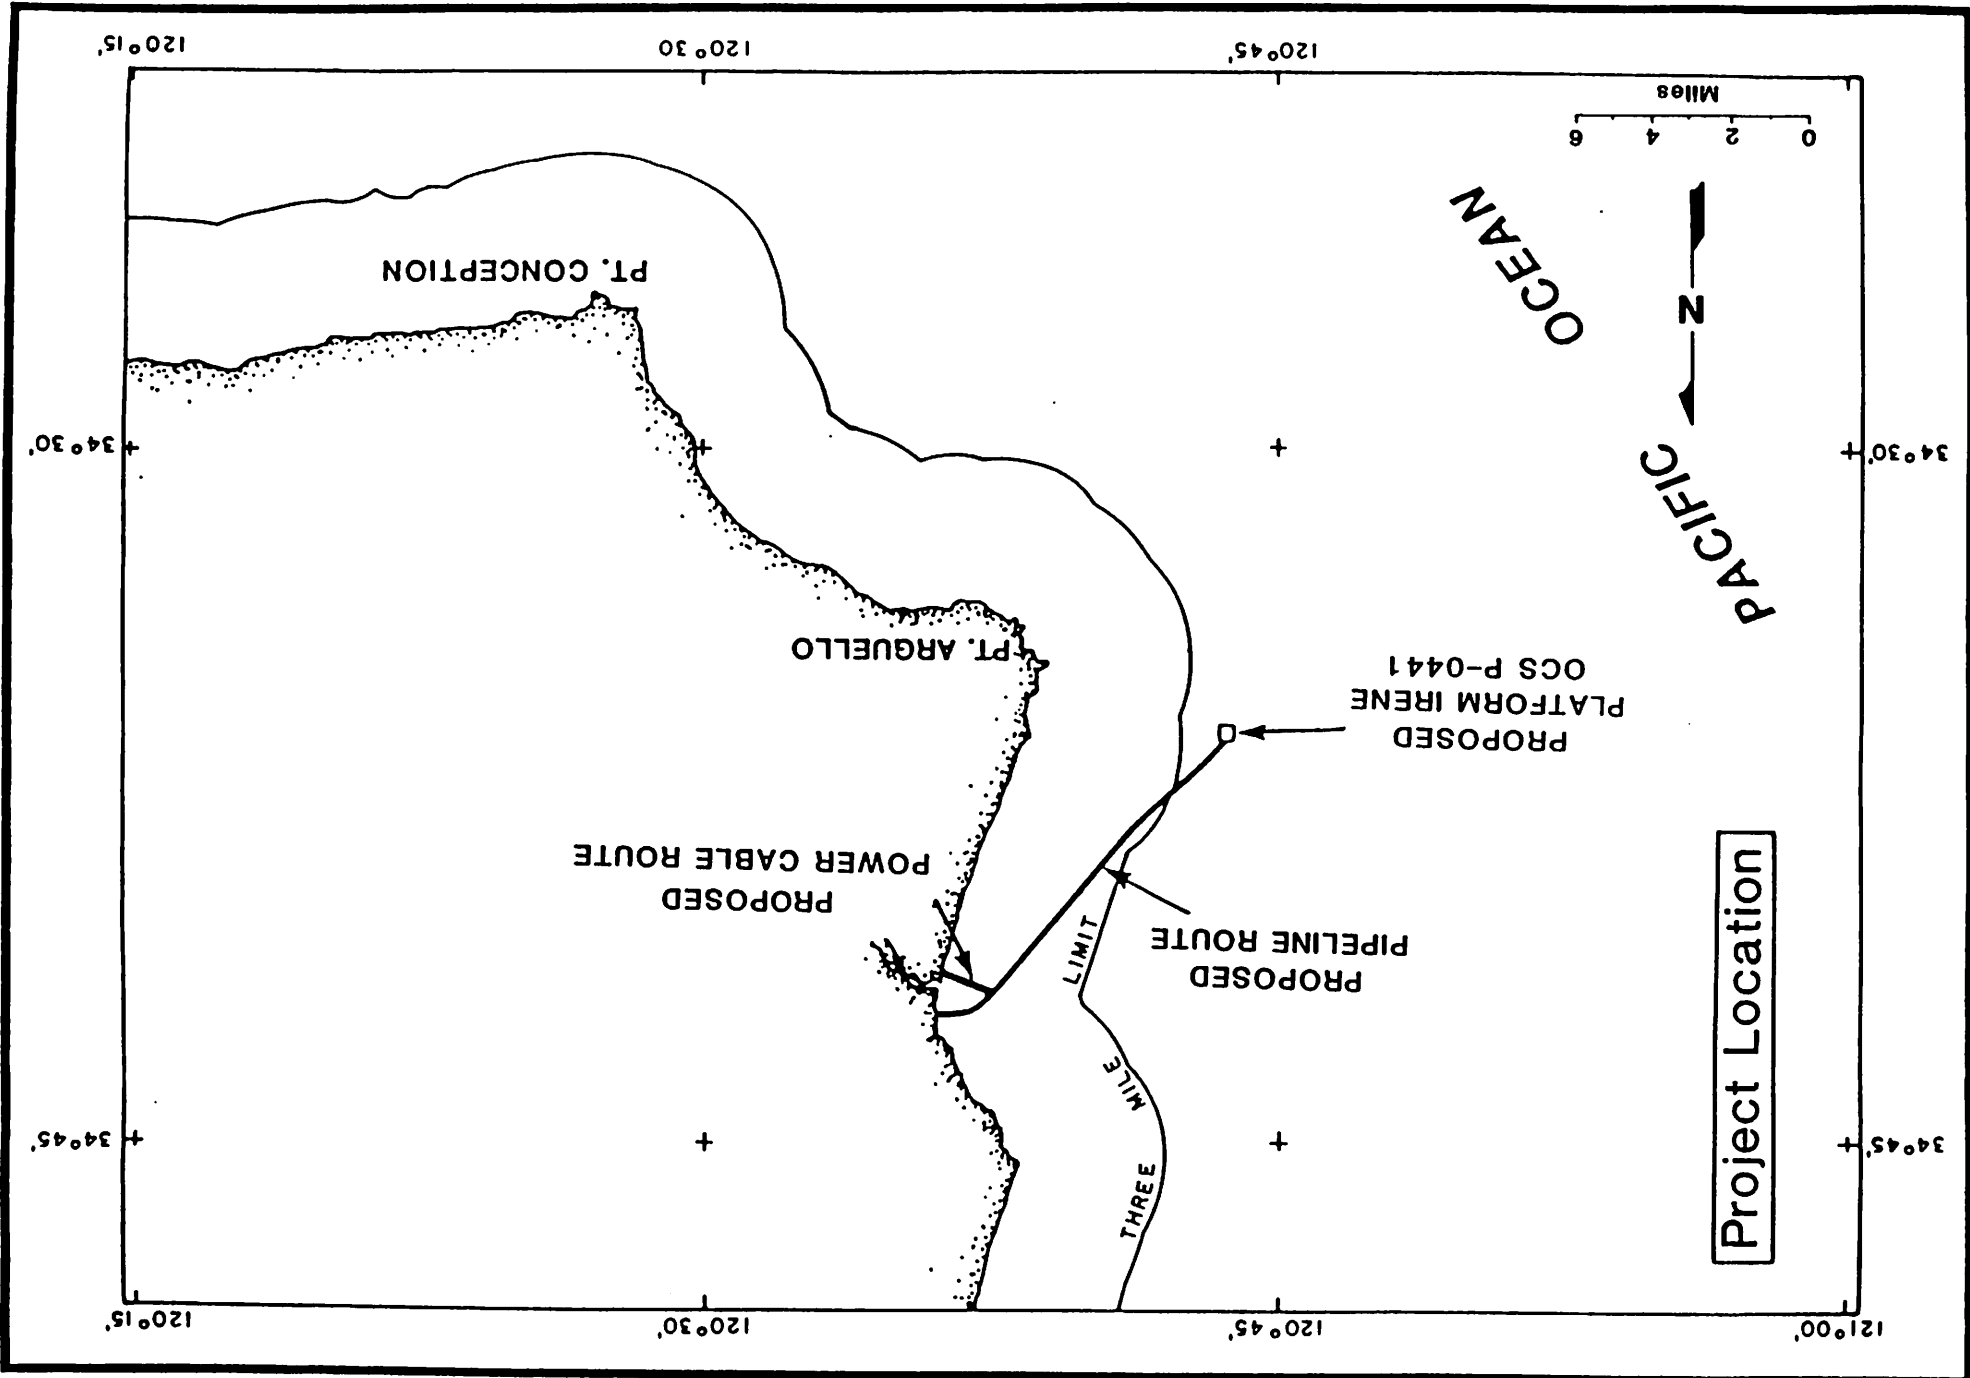 121°00'
120°45'
120°30'
120°15'
THREE
MILE
LIMIT
34°45'
34°45'
Project Location
PROPOSED
PIPELINE ROUTE
PROPOSED
POWER CABLE ROUTE
PROPOSED
PLATFORM IRENE
OCS P-0441
PT. ARGUELLO
PACIFIC
OCEAN
34°30'
34°30'
N
PT. CONCEPTION
0 2 4 6
Miles
120°45'
120°30
120°15'